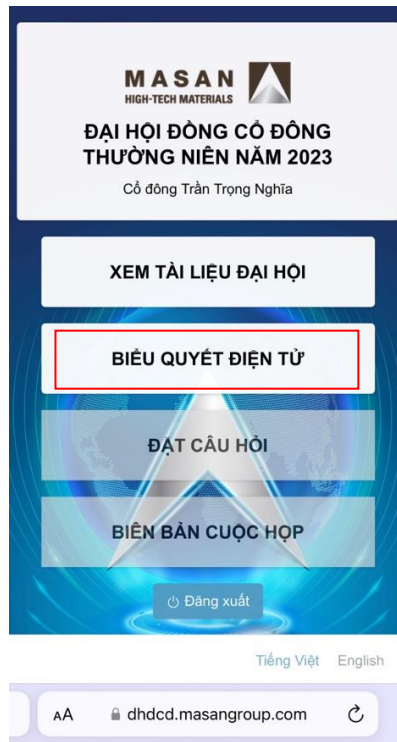 MASAN
HIGH-TECH MATERIALS
ĐẠI HỘI ĐỒNG CỔ ĐÔNG
THƯỜNG NIÊN NĂM 2023
Cổ đông Trần Trọng Nghĩa
XEM TÀI LIỆU ĐẠI HỘI
BIỂU QUYẾT ĐIỆN TỬ
ĐẶT CÂU HỎI
BIÊN BẢN CUỘC HỌP
Đăng xuất
Tiếng Việt English
AA dhdcd.masangroup.com